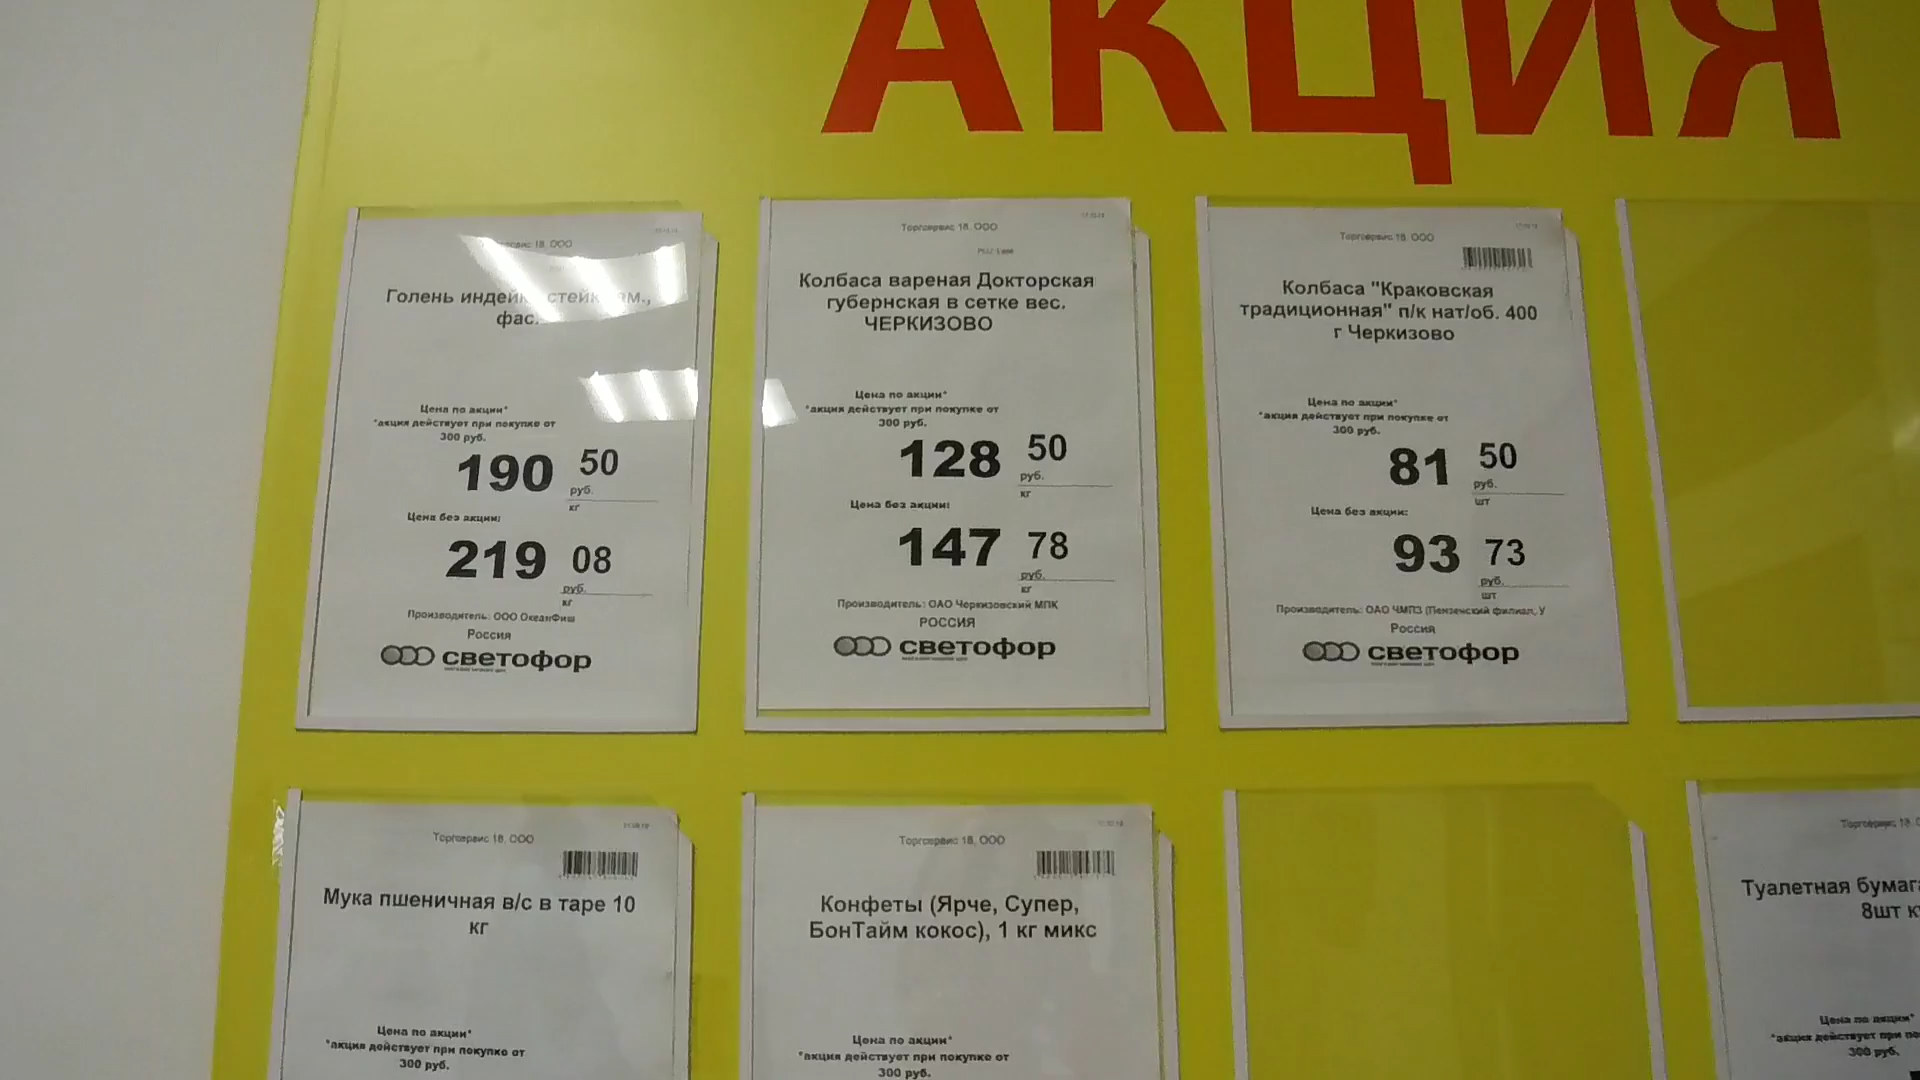 АКЦИЯ
ООО
Голень индейки
фас.
Цена по акции*
*акция действует при покупке от
300 руб.
190 50
руб.
кг
Цена без акции:
219 08
руб.
кг
Производитель: ООО ОкеанФиш
Россия
светофор
Торгсервис 18, ООО
Колбаса вареная Докторская
губернская в сетке вес.
ЧЕРКИЗОВО
Цена по акции*
*акция действует при покупке от
300 руб.
128 50
руб.
кг
Цена без акции:
147 78
руб.
кг
Производитель: ОАО Черкизовский МПК
РОССИЯ
светофор
Торгсервис 18, ООО
Колбаса "Краковская
традиционная" п/к нат/об. 400
г Черкизово
Цена по акции*
*акция действует при покупке от
300 руб.
81 50
руб.
шт
Цена без акции:
93 73
руб.
шт
Производитель: ОАО ЧМПЗ (Пензенский филиал, У
Россия
светофор
Торгсервис 18, ООО
Мука пшеничная в/с в таре 10
кг
Цена по акции*
*акция действует при покупке от
300 руб.
Торгсервис 18, ООО
Конфеты (Ярче, Супер,
БонТайм кокос), 1 кг микс
Цена по акции*
*акция действует при покупке от
300 руб.
Торгсервис 18,
Туалетная бумага
8шт
Цена по акции*
*акция действует при по
300 руб.